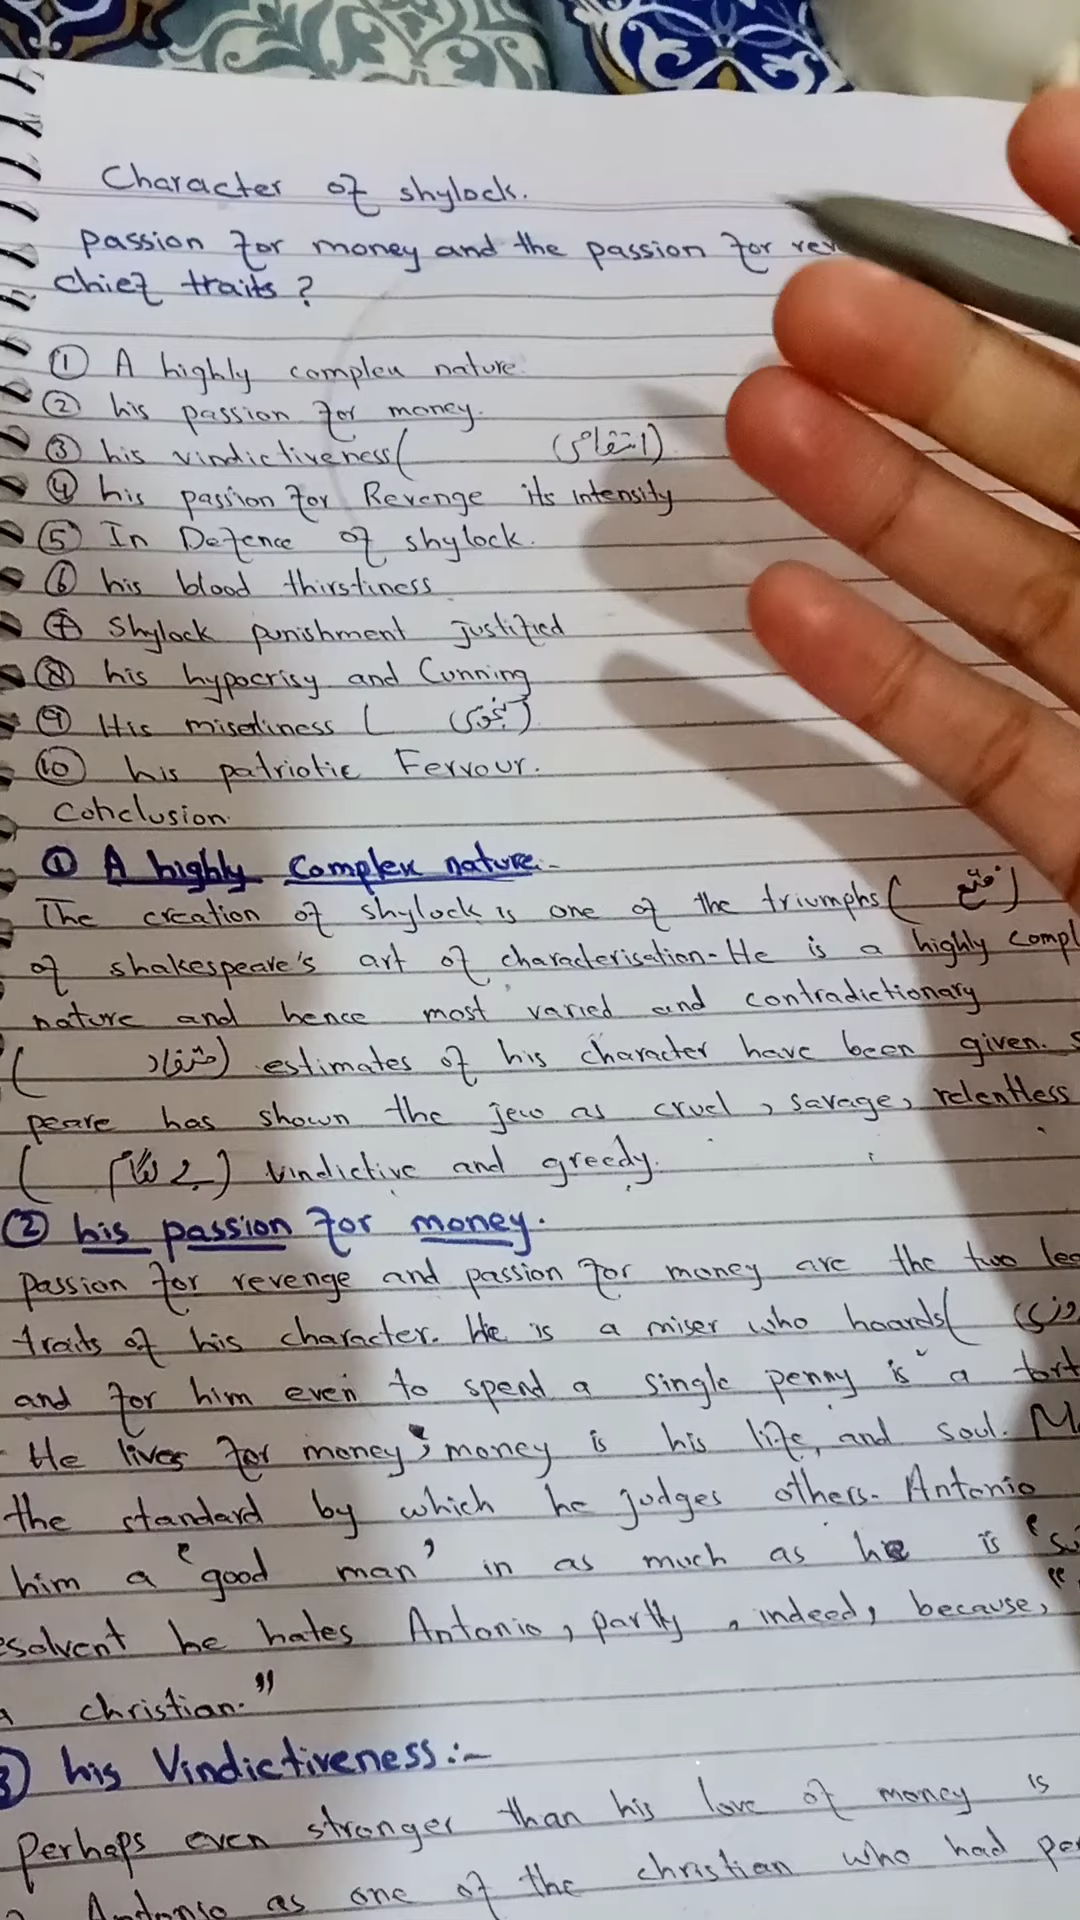 Character of shylock.
passion for money and the passion for
chief traits?
① A highly complex nature
② his passion for money.
③ his vindictiveness( (انتقامی)
④ his passion for Revenge its intensity
⑤ In Defence of shylock.
⑥ his blood thirstiness
⑦ Shylock punishment justified
⑧ his hypocrisy and Cunning
⑨ His miserliness ( کنجوسی)
⑩ his patriotic Fervour.
Conclusion.
① A highly Complex nature:-
The creation of shylock is one of the triumphs( فتح)
of shakespeare's art of characterisation- He is a highly compl
nature and hence most varied and contradictionary
( متضاد) estimates of his character have been given. S
peare has shown the jew as cruel, savage, relentless
( بے لگام) vindictive and greedy.
② his passion for money.
passion for revenge and passion for money are the two lea
traits of his character. He is a miser who hoards(
and for him even to spend a single penny is a tort
He lives for money; money is his life, and soul. M
the standard by which he judges others- Antonio
him a 'good man' in as much as he is
solvent he hates Antonio, partly, indeed, because, "
a christian."
3) his Vindictiveness:-
perhaps even stronger than his love of money is
Antonio as one of the christian who had pe